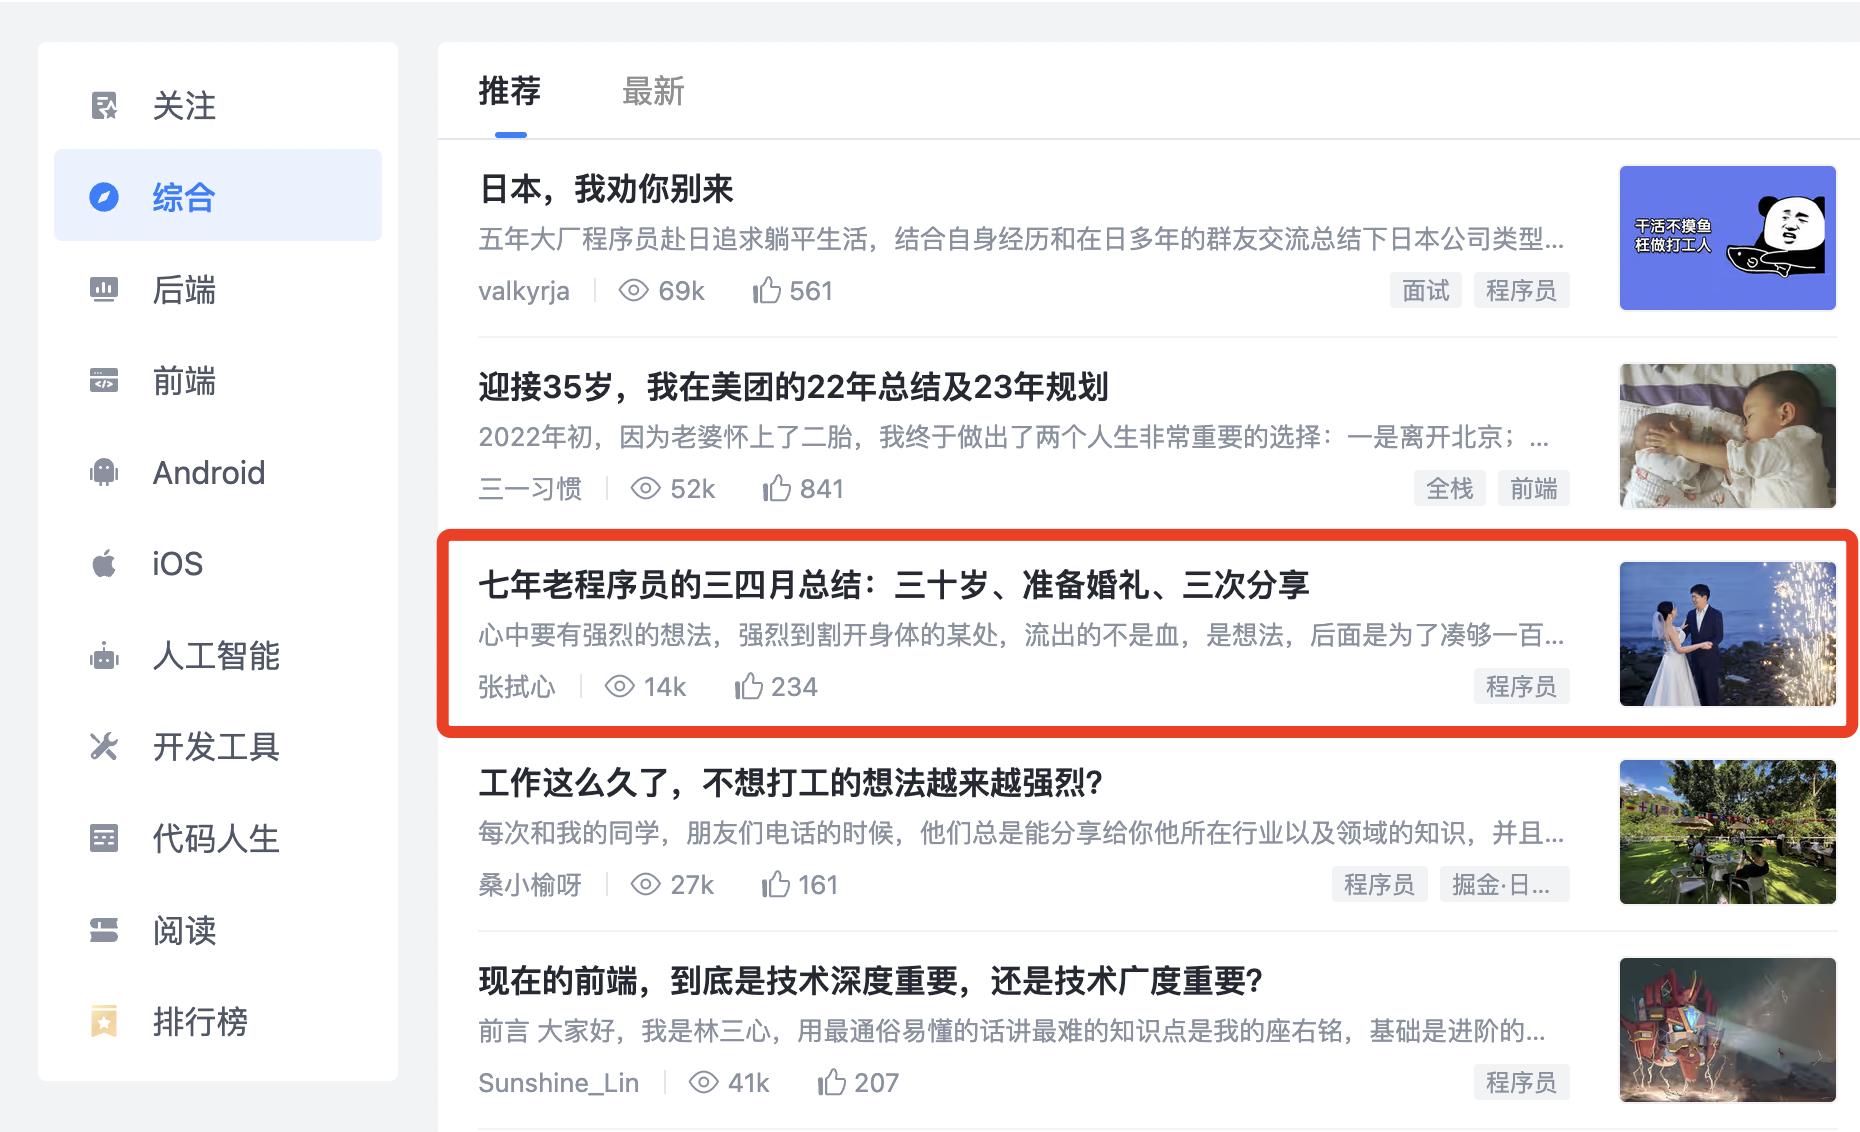 关注
综合
后端
前端
Android
iOS
人工智能
开发工具
代码人生
阅读
排行榜
推荐 最新
日本，我劝你别来
五年大厂程序员赴日追求躺平生活，结合自身经历和在日多年的群友交流总结下日本公司类型...
valkyrja 69k 561 面试 程序员
干活不摸鱼
枉做打工人
迎接35岁，我在美团的22年总结及23年规划
2022年初，因为老婆怀上了二胎，我终于做出了两个人生非常重要的选择：一是离开北京；...
三一习惯 52k 841 全栈 前端
七年老程序员的三四月总结：三十岁、准备婚礼、三次分享
心中要有强烈的想法，强烈到割开身体的某处，流出的不是血，是想法，后面是为了凑够一百...
张拭心 14k 234 程序员
工作这么久了，不想打工的想法越来越强烈？
每次和我的同学，朋友们电话的时候，他们总是能分享给你他所在行业以及领域的知识，并且...
桑小榆呀 27k 161 程序员 掘金·日...
现在的前端，到底是技术深度重要，还是技术广度重要？
前言 大家好，我是林三心，用最通俗易懂的话讲最难的知识点是我的座右铭，基础是进阶的...
Sunshine_Lin 41k 207 程序员